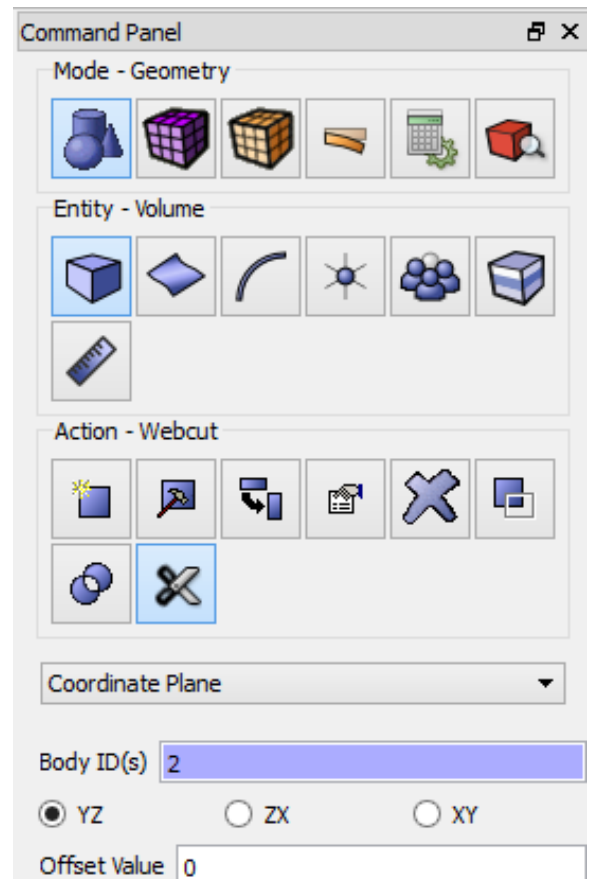 Command Panel
Mode - Geometry
Entity - Volume
Action - Webcut
Coordinate Plane
Body ID(s) 2
YZ ZX XY
Offset Value 0